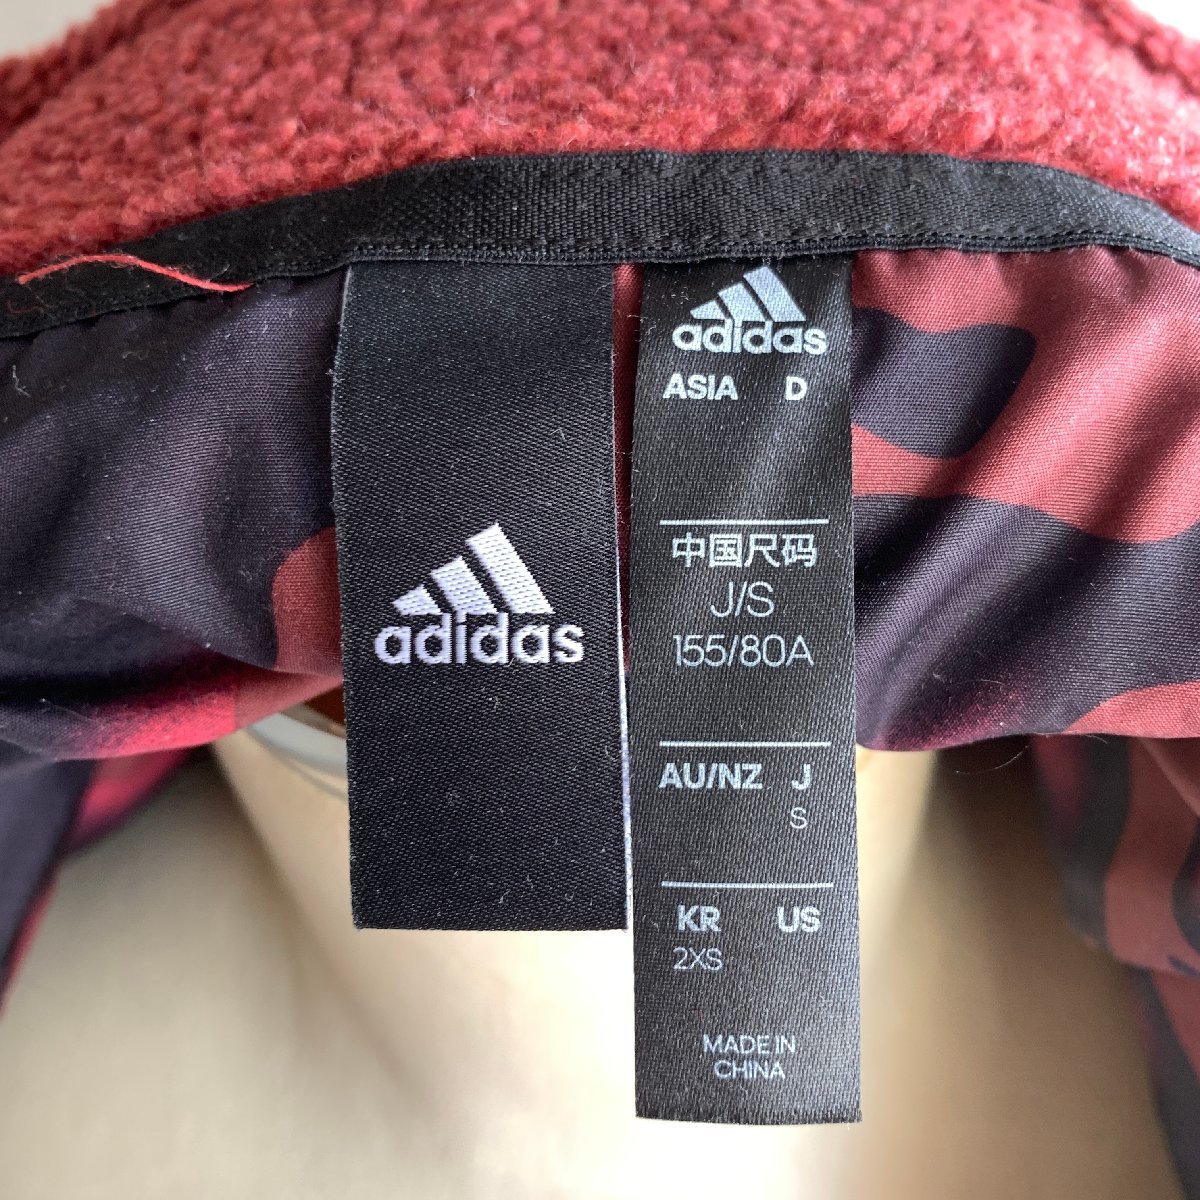 adidas
adidas
ASIA D
中国尺码
J/S
155/80A
AU/NZ J
S
KR US
2XS
MADE IN
CHINA